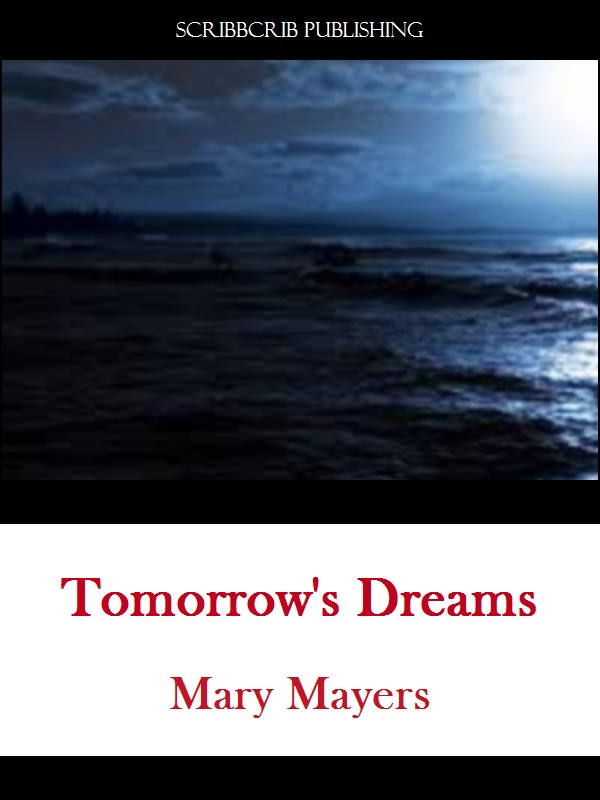 SCRIBBCRIB PUBLISHING
Tomorrow's Dreams
Mary Mayers